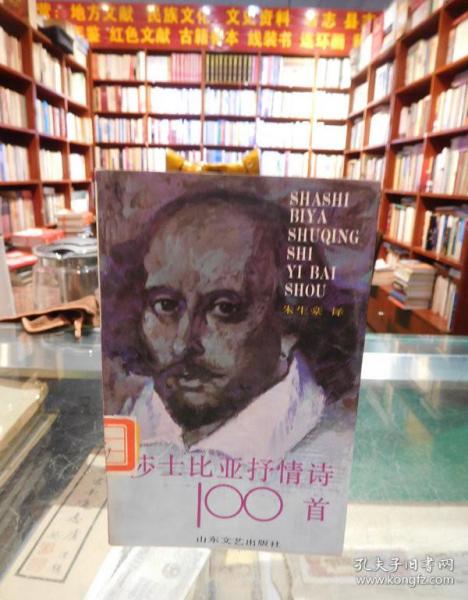 地方文献 民族文化 文史资料
红色文献 古籍善本 线装书 连环画
SHASHI
BIYA
SHUQING
SHI
YI BAI
SHOU
朱生豪 译
莎士比亚抒情诗
100首
山东文艺出版社
孔夫子旧书网
www.kongfz.com